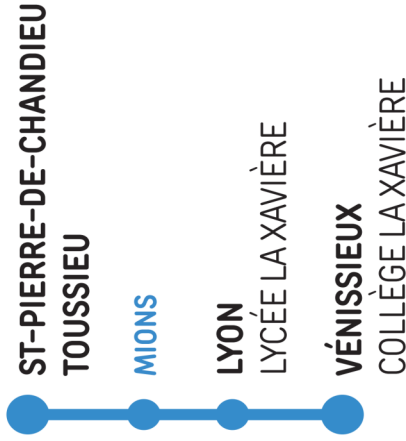 ST-PIERRE-DE-CHANDIEU
TOUSSIEU
MIONS
LYON
LYCÉE LA XAVIÈRE
VÉNISSIEUX
COLLÈGE LA XAVIÈRE